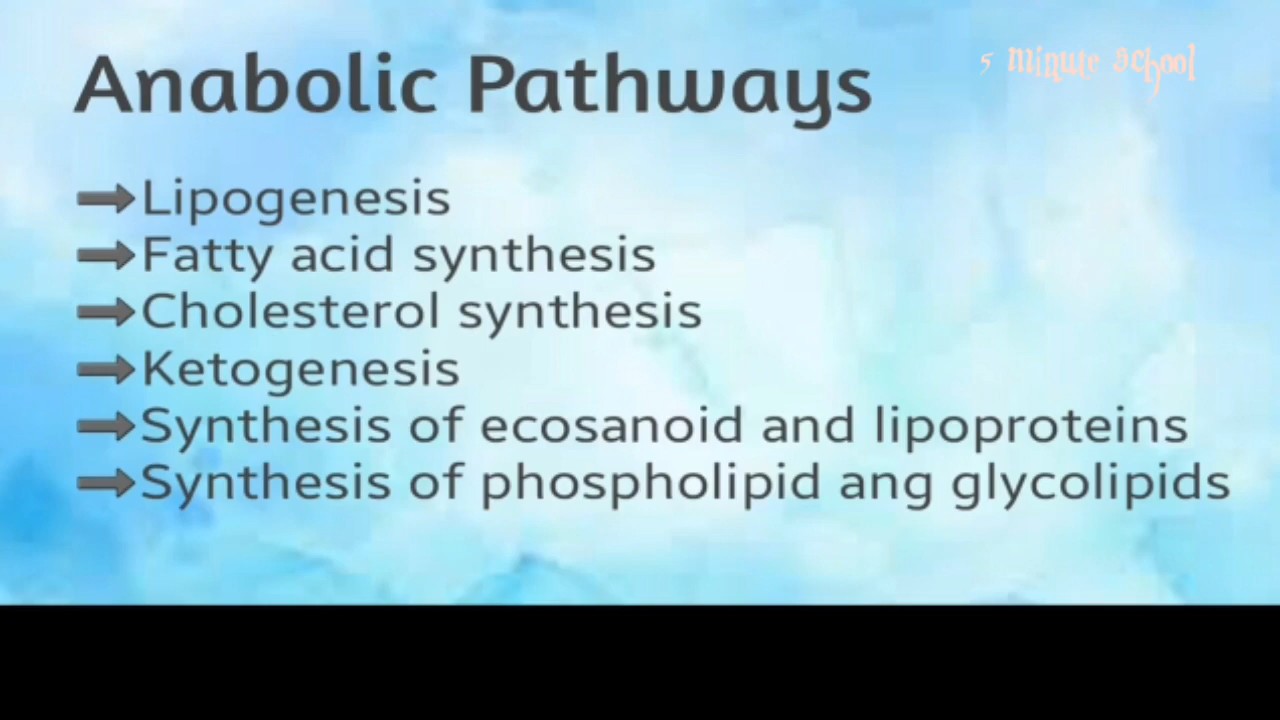 Anabolic Pathways
5 minute school
Lipogenesis
Fatty acid synthesis
Cholesterol synthesis
Ketogenesis
Synthesis of ecosanoid and lipoproteins
Synthesis of phospholipid ang glycolipids